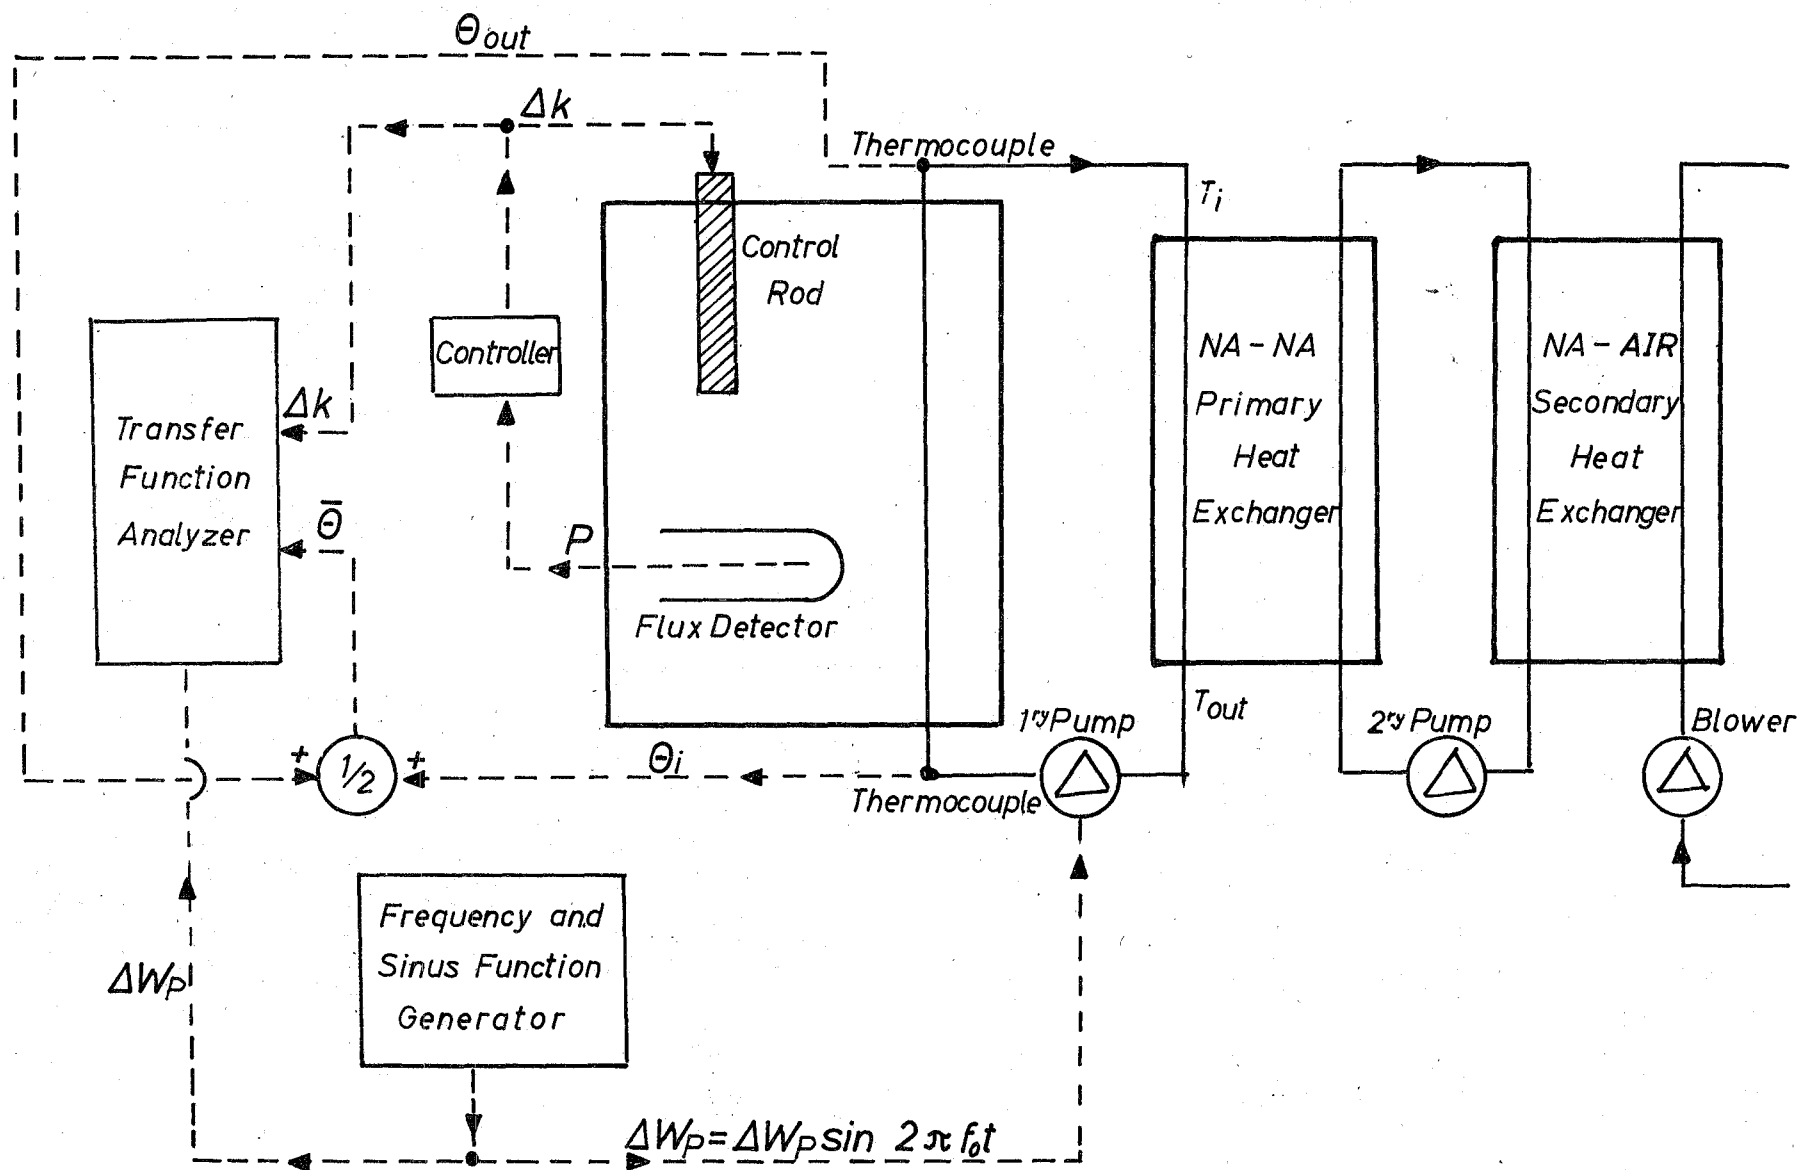 Θout
Δk
Thermocouple
Ti
Control
Rod
NA-NA
Primary
Heat
Exchanger
NA-AIR
Secondary
Heat
Exchanger
Controller
Δk
Transfer
Function
Analyzer
Θ̅
P
Flux Detector
Tout
1ry Pump
2ry Pump
Blower
+
1/2
+
Θi
Thermocouple
Frequency and
Sinus Function
Generator
ΔWP
ΔWP=ΔWP sin 2π f₀t